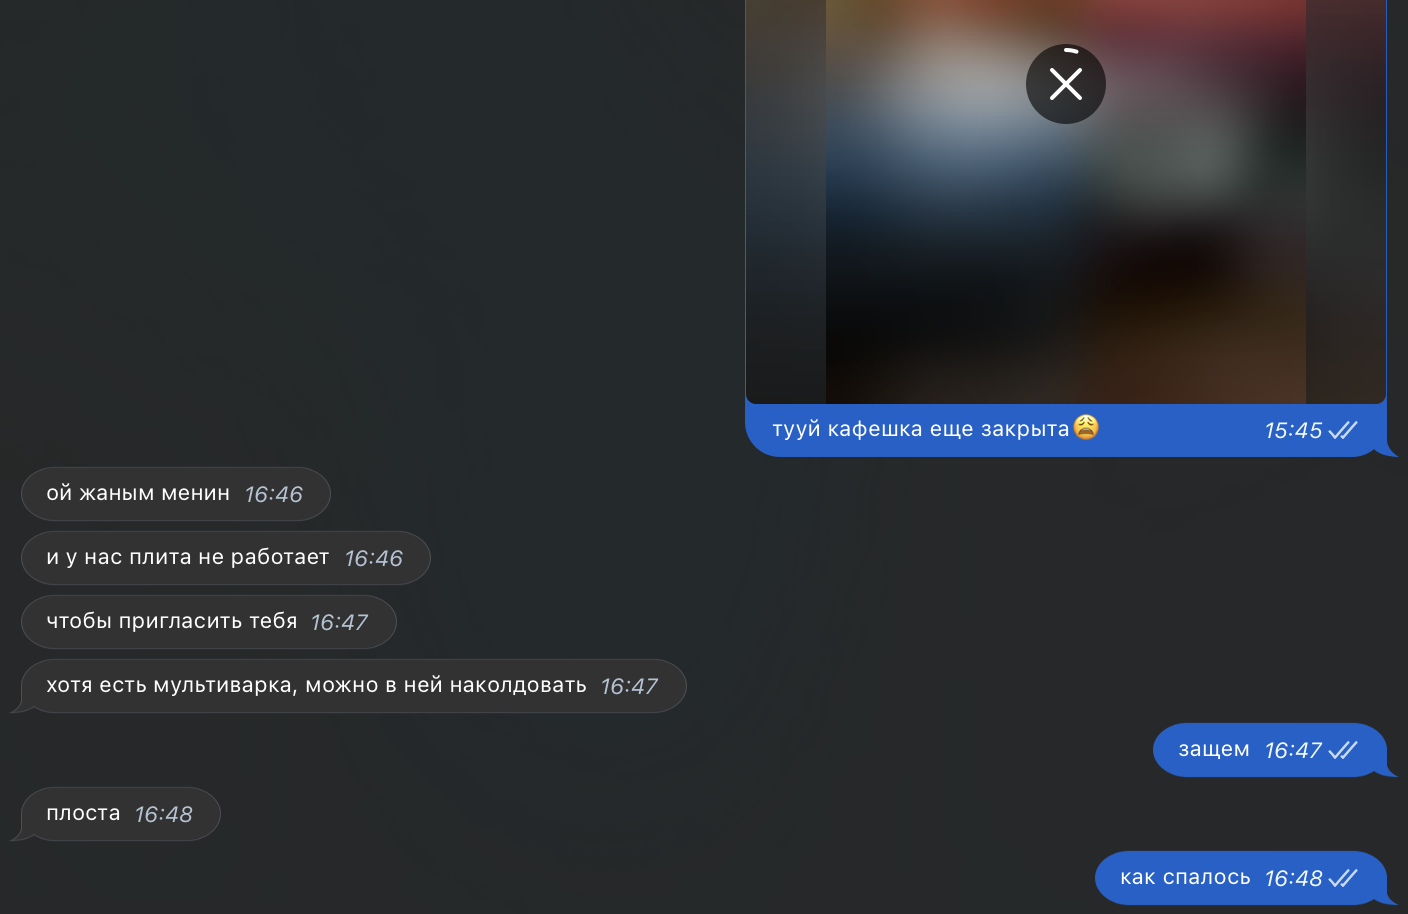 тууй кафешка еще закрыта😩 15:45
ой жаным менин 16:46
и у нас плита не работает 16:46
чтобы пригласить тебя 16:47
хотя есть мультиварка, можно в ней наколдовать 16:47
защем 16:47
плоста 16:48
как спалось 16:48